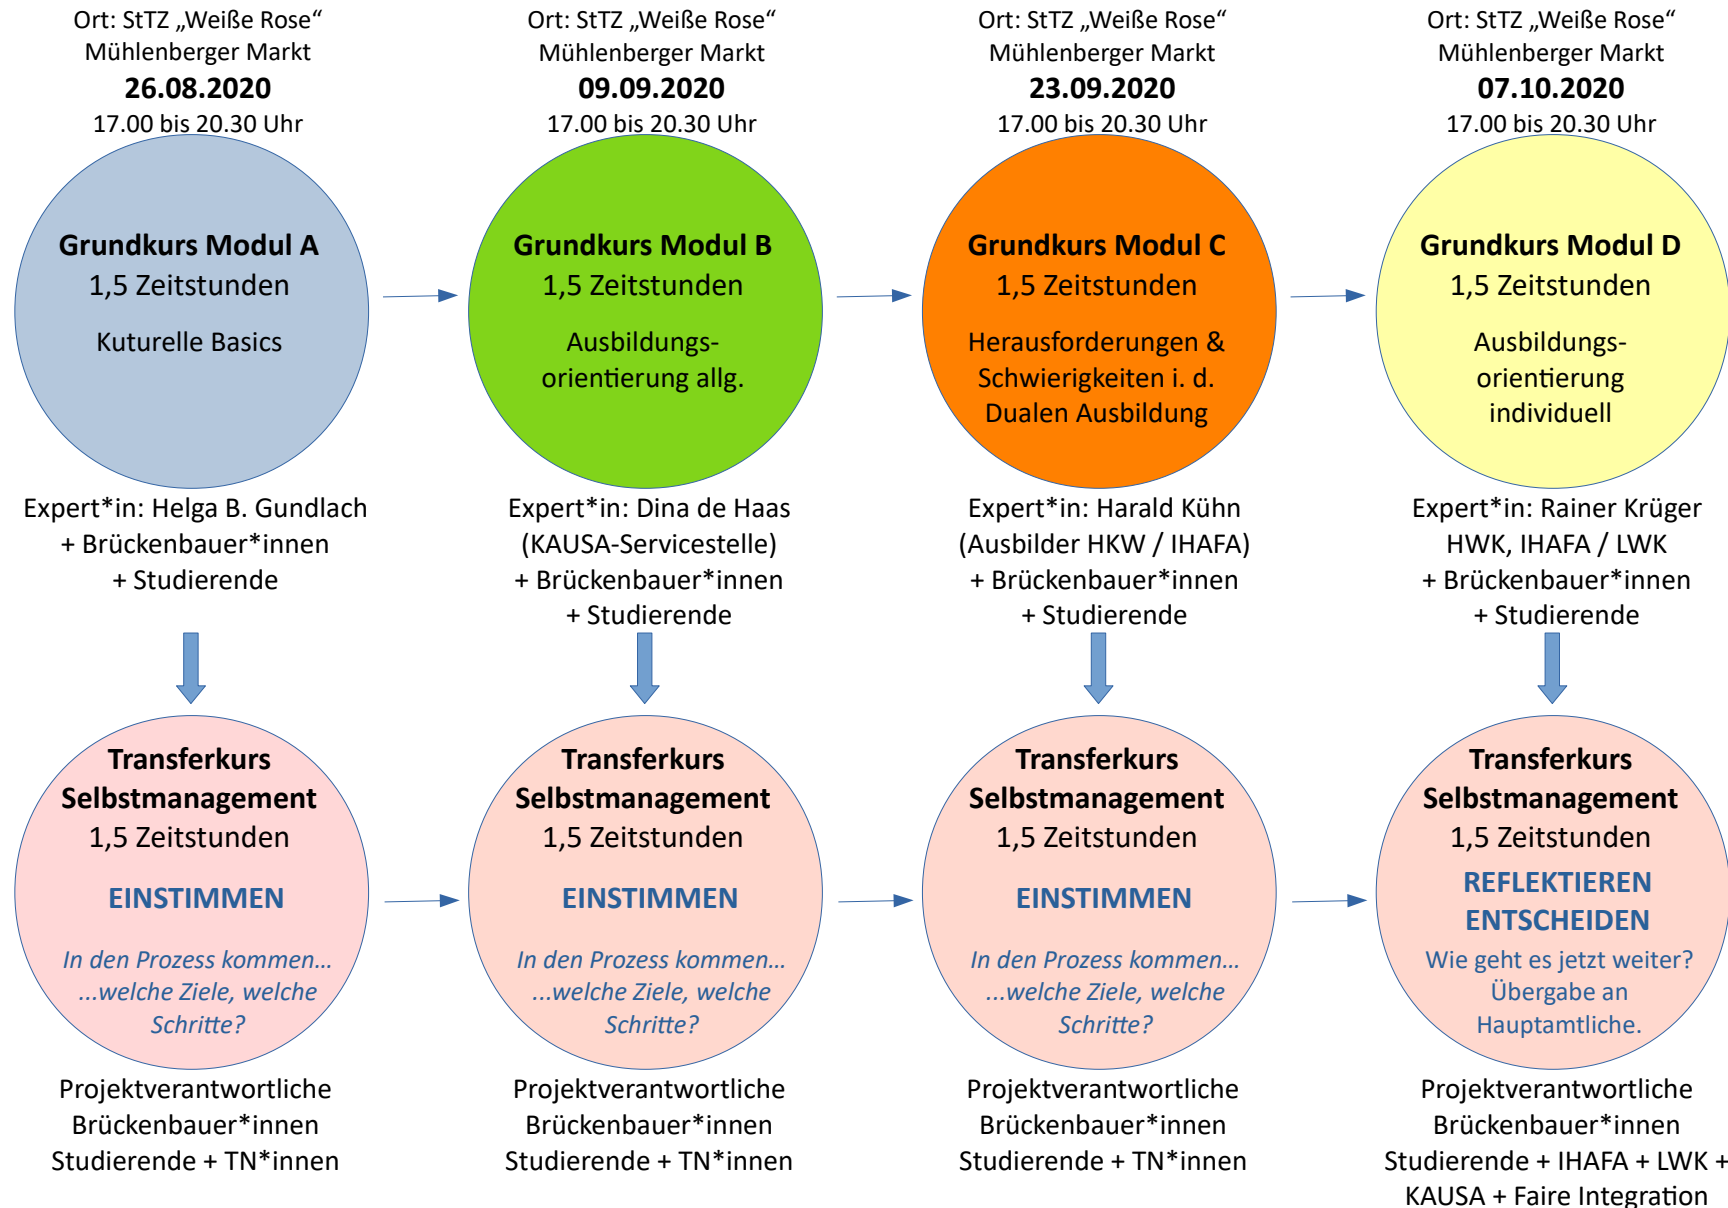 Ort: StTZ „Weiße Rose“
Mühlenberger Markt
26.08.2020
17.00 bis 20.30 Uhr
Grundkurs Modul A
1,5 Zeitstunden
Kuturelle Basics
Expert*in: Helga B. Gundlach
+ Brückenbauer*innen
+ Studierende
Transferkurs
Selbstmanagement
1,5 Zeitstunden
EINSTIMMEN
In den Prozess kommen…
...welche Ziele, welche
Schritte?
Projektverantwortliche
Brückenbauer*innen
Studierende + TN*innen
Ort: StTZ „Weiße Rose“
Mühlenberger Markt
09.09.2020
17.00 bis 20.30 Uhr
Grundkurs Modul B
1,5 Zeitstunden
Ausbildungs-
orientierung allg.
Expert*in: Dina de Haas
(KAUSA-Servicestelle)
+ Brückenbauer*innen
+ Studierende
Transferkurs
Selbstmanagement
1,5 Zeitstunden
EINSTIMMEN
In den Prozess kommen…
...welche Ziele, welche
Schritte?
Projektverantwortliche
Brückenbauer*innen
Studierende + TN*innen
Ort: StTZ „Weiße Rose“
Mühlenberger Markt
23.09.2020
17.00 bis 20.30 Uhr
Grundkurs Modul C
1,5 Zeitstunden
Herausforderungen &
Schwierigkeiten i. d.
Dualen Ausbildung
Expert*in: Harald Kühn
(Ausbilder HKW / IHAFA)
+ Brückenbauer*innen
+ Studierende
Transferkurs
Selbstmanagement
1,5 Zeitstunden
EINSTIMMEN
In den Prozess kommen…
...welche Ziele, welche
Schritte?
Projektverantwortliche
Brückenbauer*innen
Studierende + TN*innen
Ort: StTZ „Weiße Rose“
Mühlenberger Markt
07.10.2020
17.00 bis 20.30 Uhr
Grundkurs Modul D
1,5 Zeitstunden
Ausbildungs-
orientierung
individuell
Expert*in: Rainer Krüger
HWK, IHAFA / LWK
+ Brückenbauer*innen
+ Studierende
Transferkurs
Selbstmanagement
1,5 Zeitstunden
REFLEKTIEREN
ENTSCHEIDEN
Wie geht es jetzt weiter?
Übergabe an
Hauptamtliche.
Projektverantwortliche
Brückenbauer*innen
Studierende + IHAFA + LWK +
KAUSA + Faire Integration